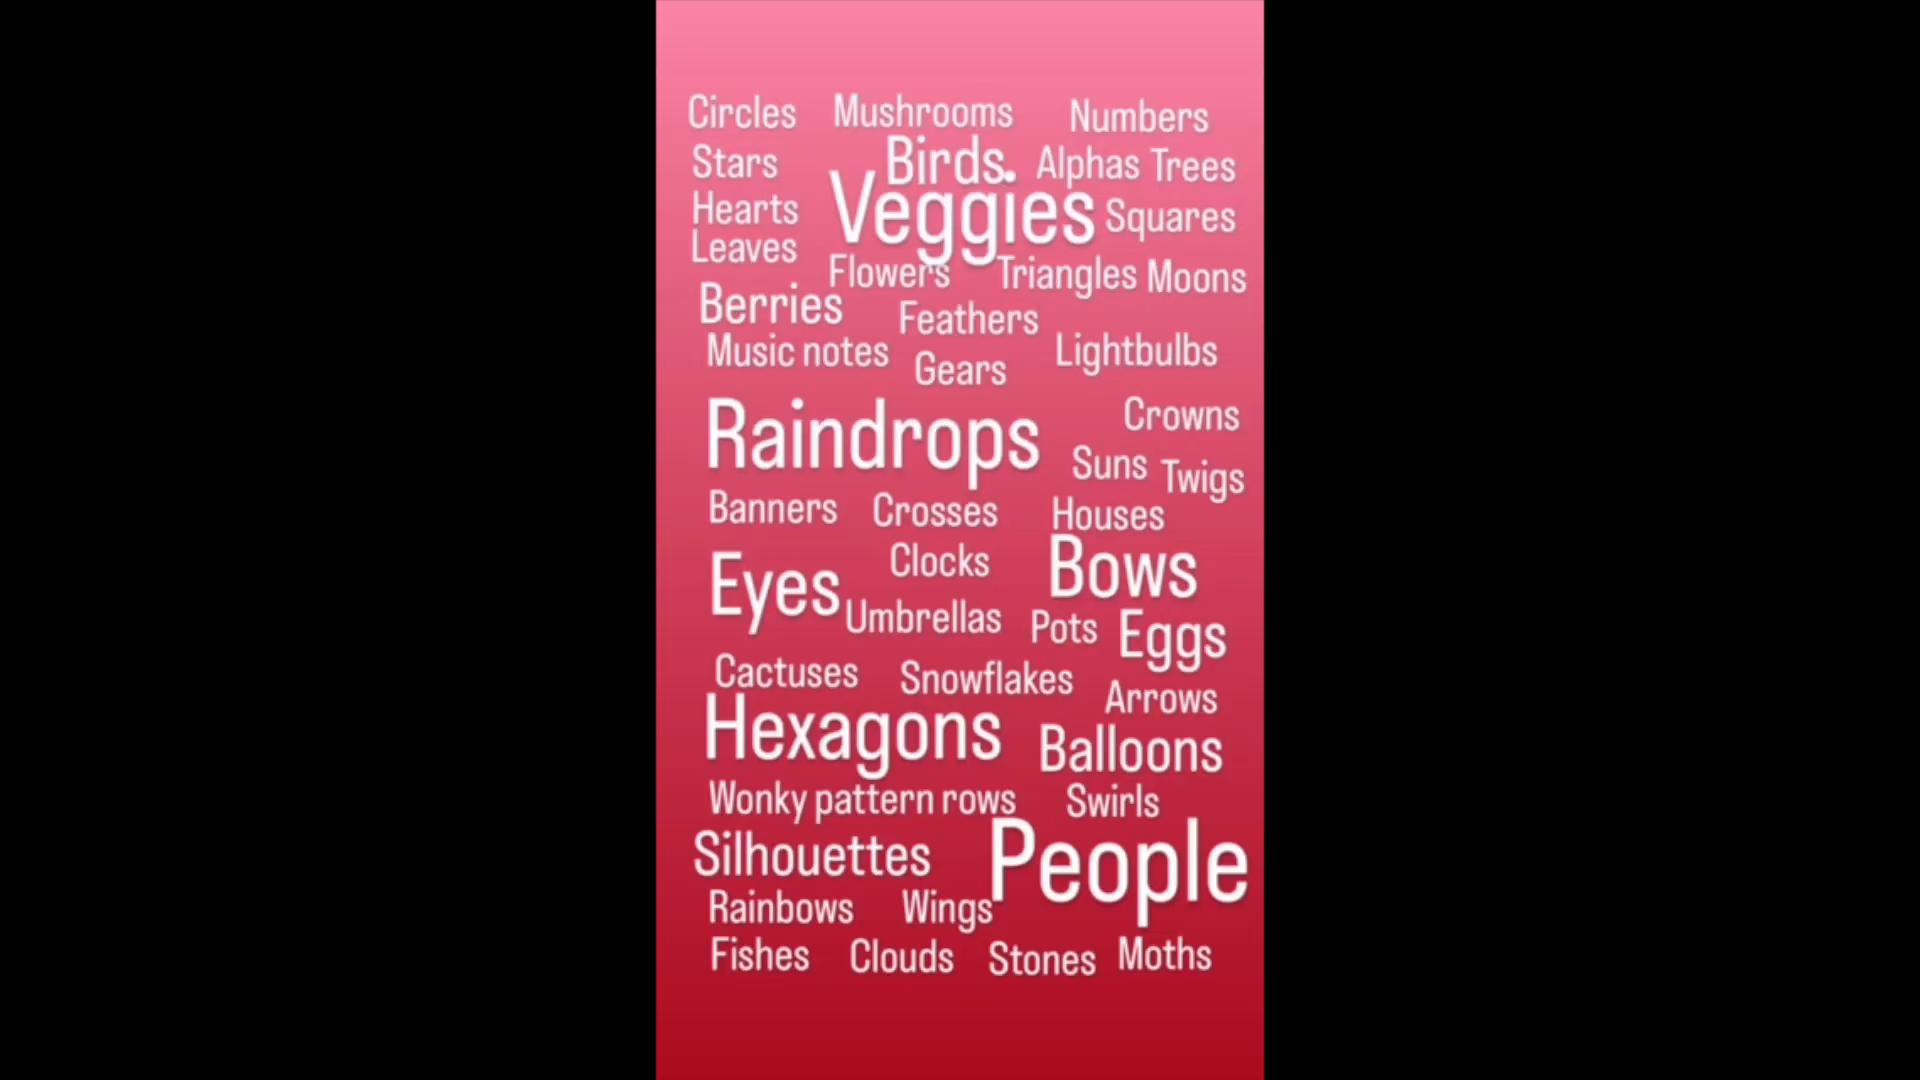 Circles Mushrooms Numbers
Stars Birds. Alphas Trees
Hearts Veggies Squares
Leaves Flowers Triangles Moons
Berries Feathers
Music notes Gears Lightbulbs
Raindrops Crowns
Suns Twigs
Banners Crosses Houses
Eyes Clocks Bows
Umbrellas Pots Eggs
Cactuses Snowflakes Arrows
Hexagons Balloons
Wonky pattern rows Swirls
Silhouettes People
Rainbows Wings
Fishes Clouds Stones Moths